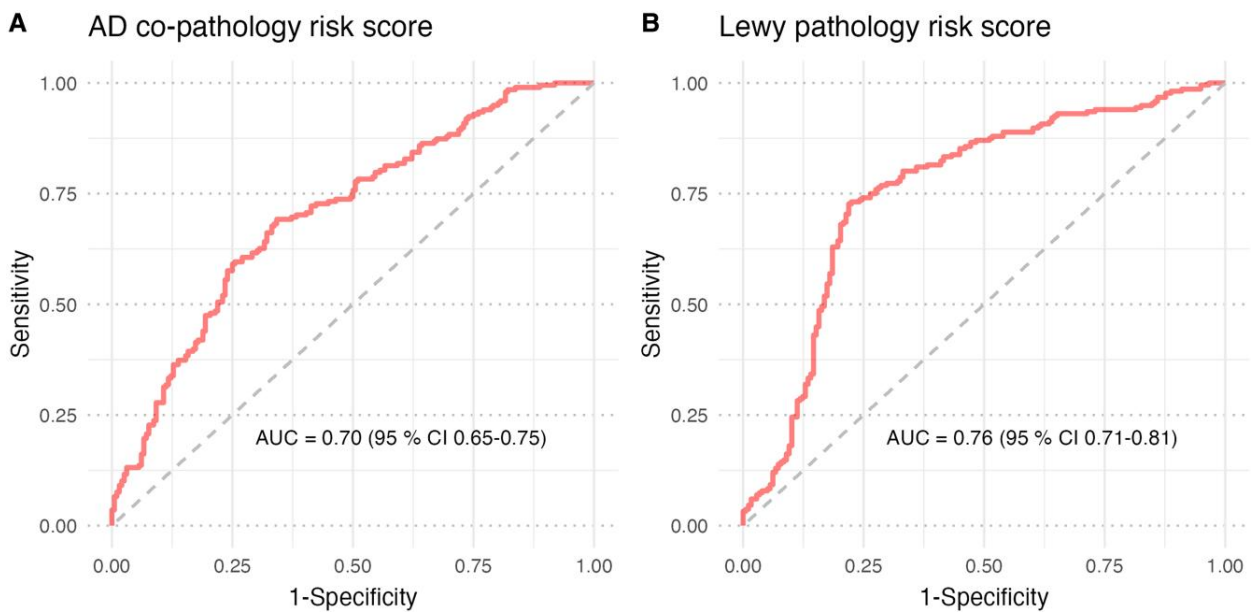 A AD co-pathology risk score
1.00
0.75
0.50
0.25
0.00
Sensitivity
AUC = 0.70 (95 % CI 0.65-0.75)
0.00 0.25 0.50 0.75 1.00
1-Specificity
B Lewy pathology risk score
1.00
0.75
0.50
0.25
0.00
Sensitivity
AUC = 0.76 (95 % CI 0.71-0.81)
0.00 0.25 0.50 0.75 1.00
1-Specificity